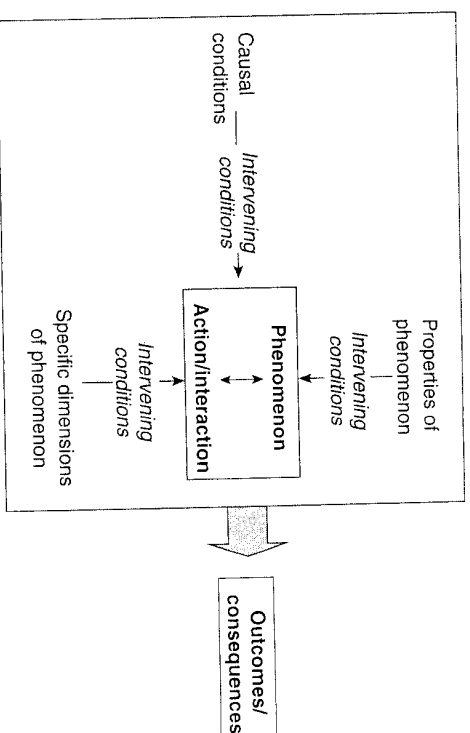 Causal
conditions
Intervening
conditions
Properties of
phenomenon
Intervening
conditions
Phenomenon
Action/interaction
Intervening
conditions
Specific dimensions
of phenomenon
Outcomes/
consequences